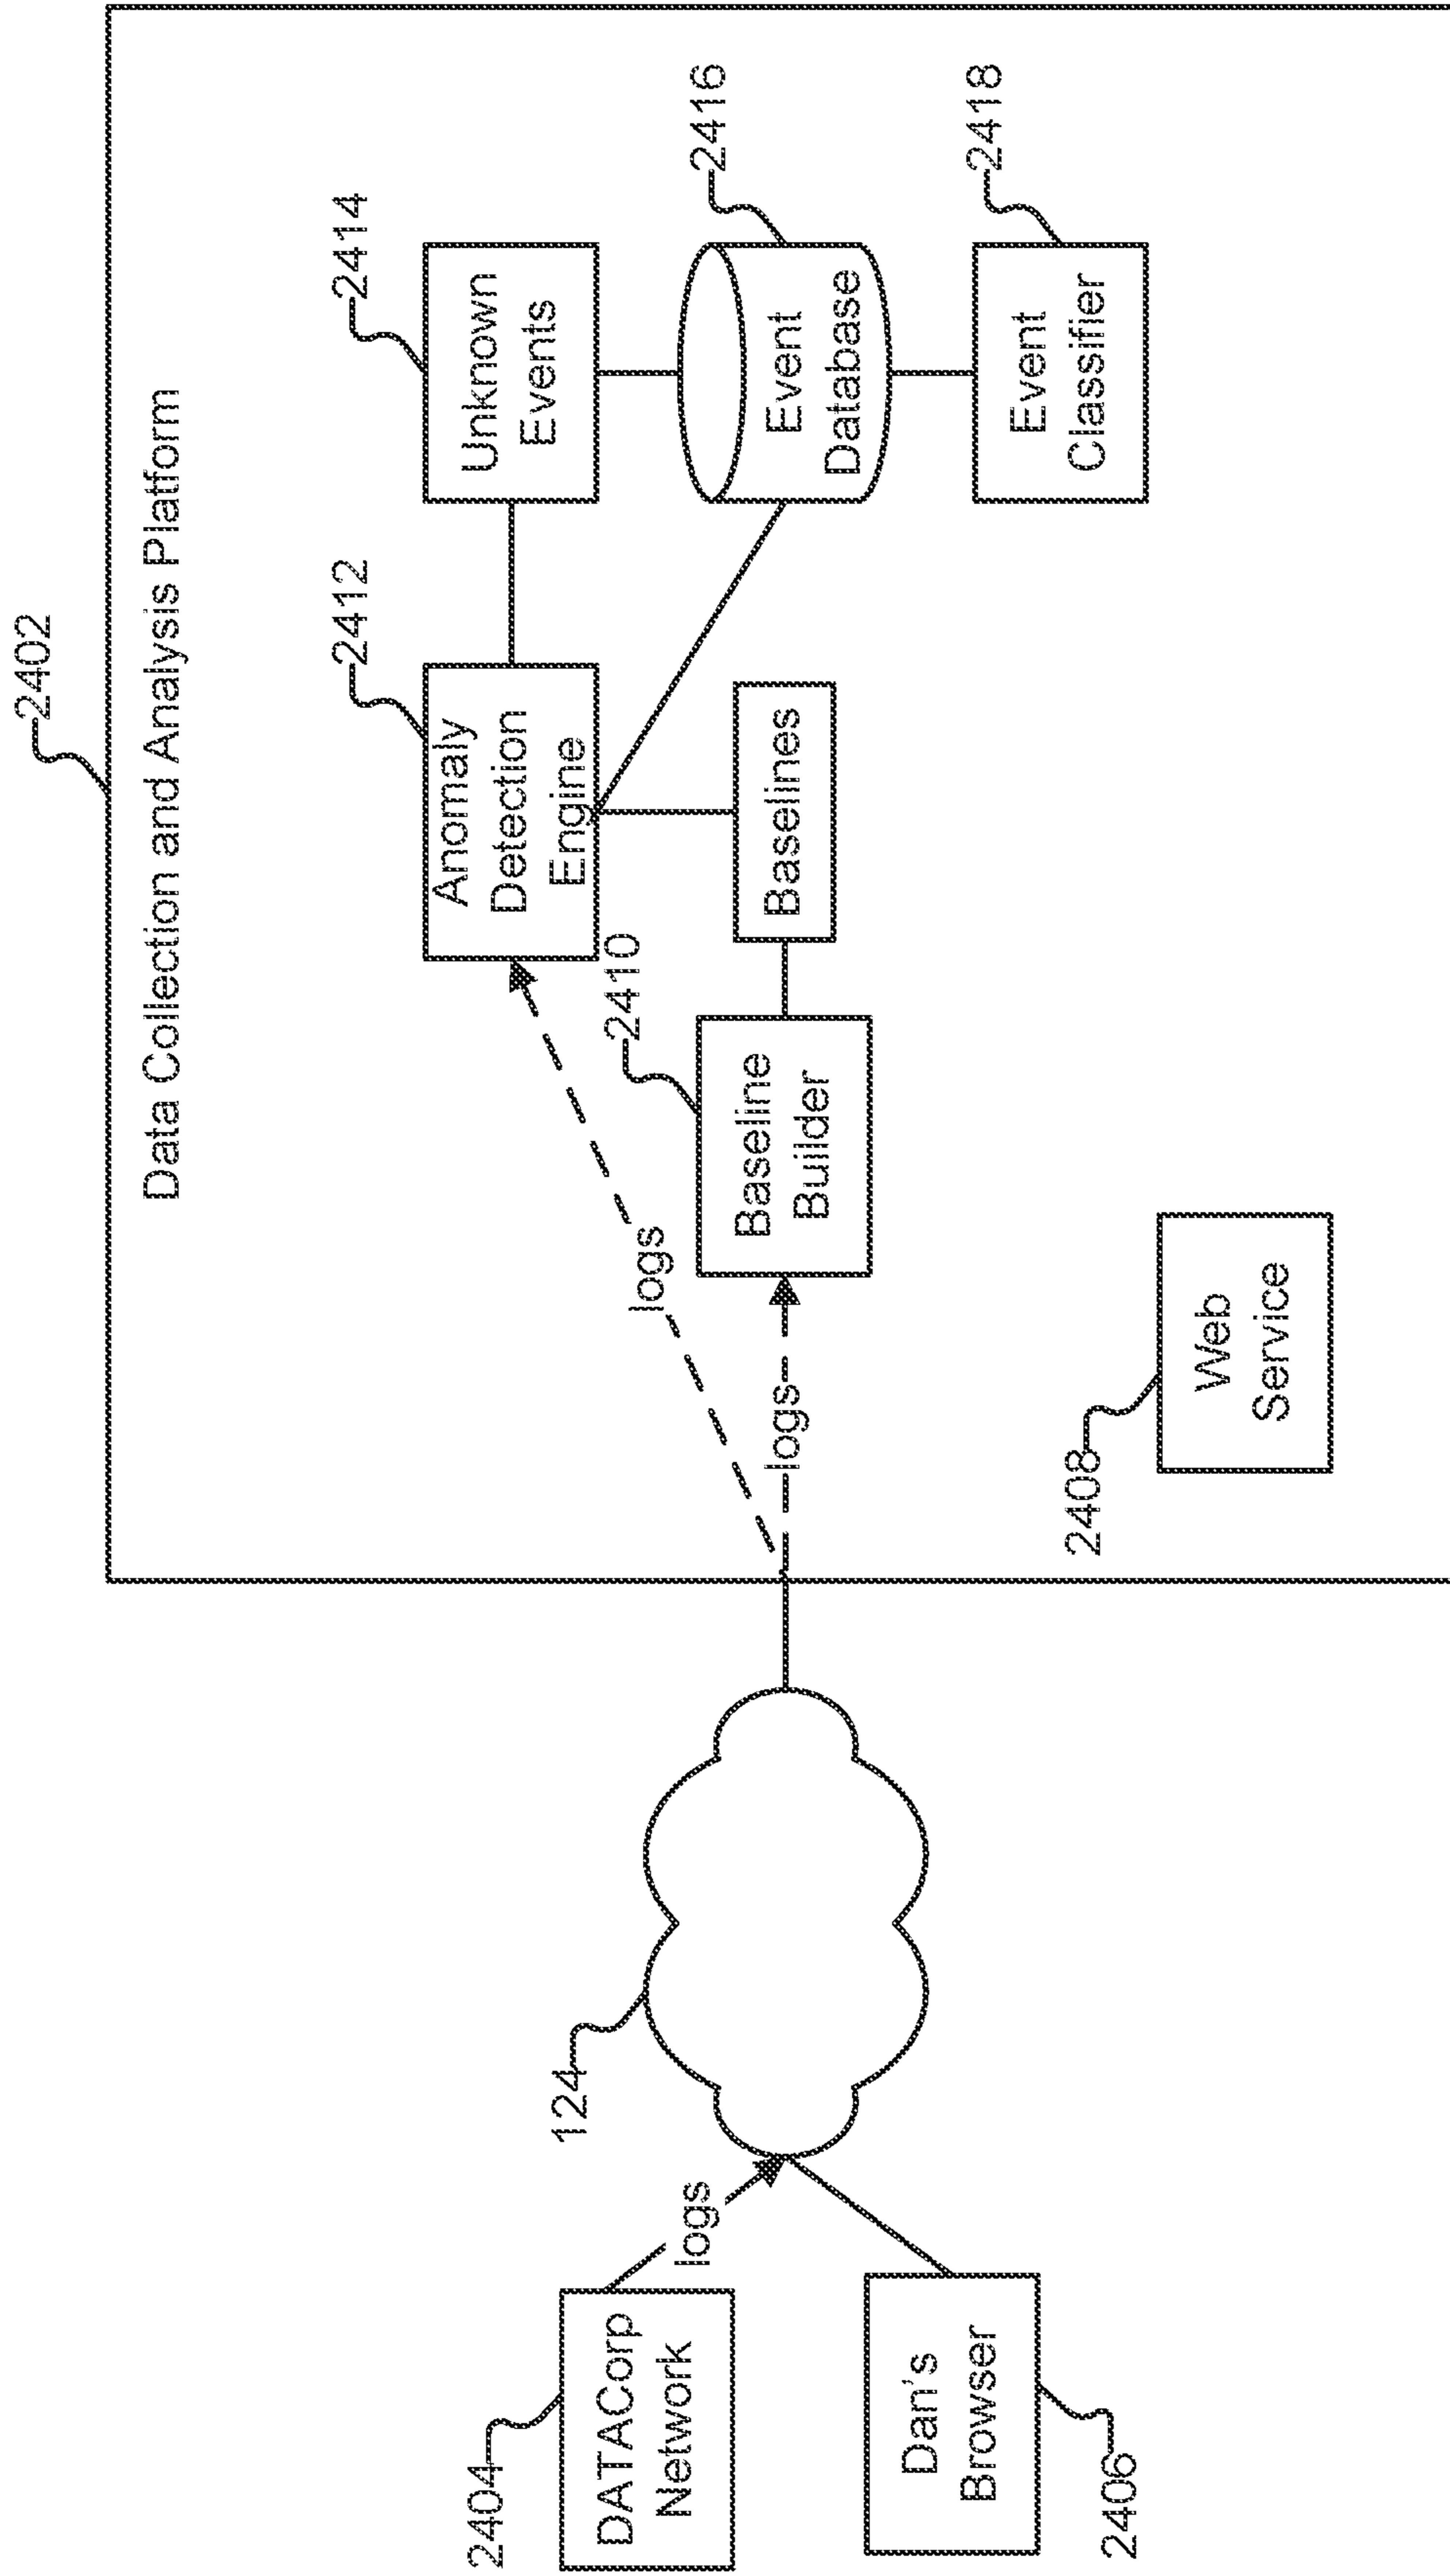 2402
Data Collection and Analysis Platform
2404
DATACorp
Network
logs
2406
Dan's
Browser
124
logs
logs
2408
Web
Service
2410
Baseline
Builder
Baselines
2412
Anomaly
Detection
Engine
2414
Unknown
Events
2416
Event
Database
2418
Event
Classifier